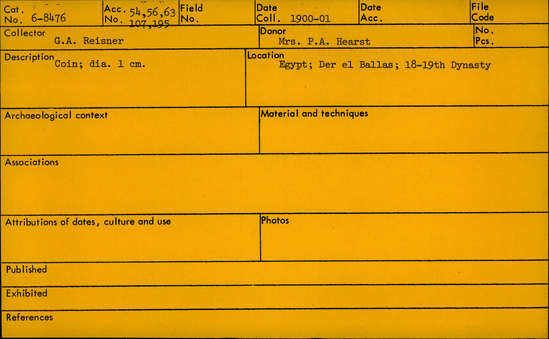 Cat. No. 6-8476
Acc. No. 54,56,63 107,195
Field No.
Date Coll. 1900-01
Date Acc.
File Code
Collector G.A. Reisner
Donor Mrs. P.A. Hearst
No. Pcs.
Description Coin; dia. 1 cm.
Location Egypt; Der el Ballas; 18-19th Dynasty
Archaeological context
Material and techniques
Associations
Attributions of dates, culture and use
Photos
Published
Exhibited
References